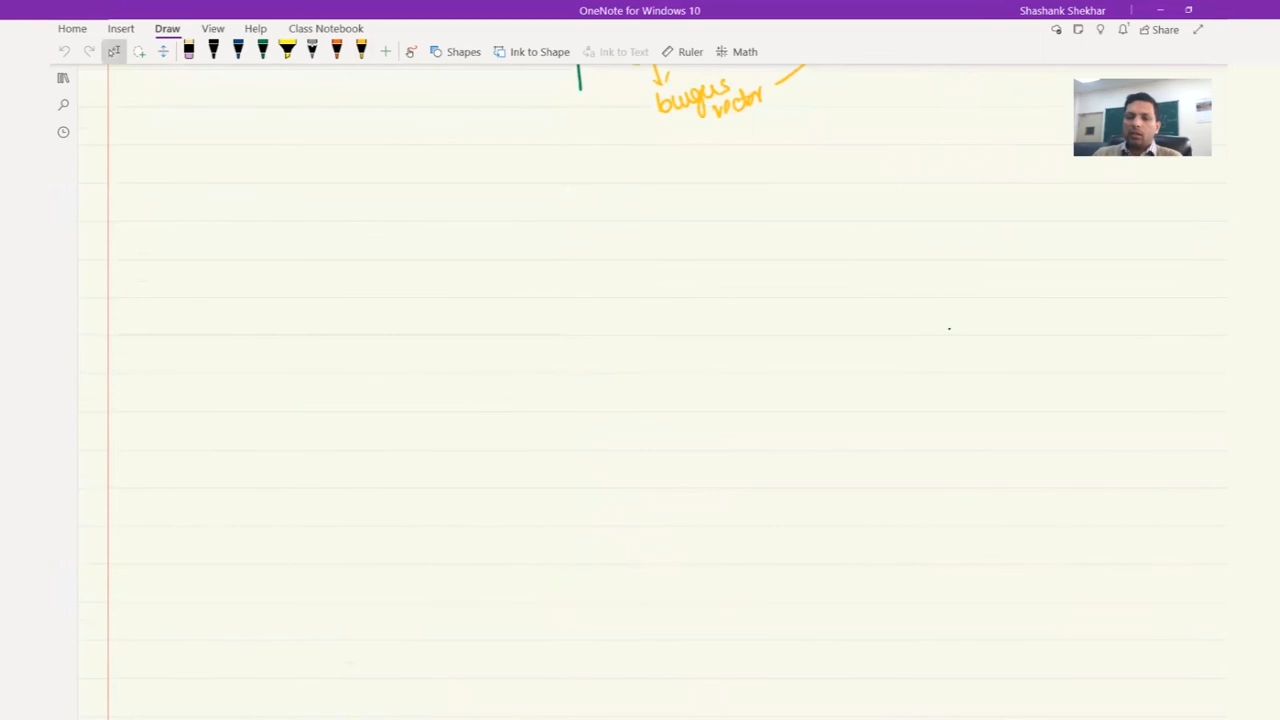 OneNote for Windows 10
Shashank Shekhar
Home Insert Draw View Help Class Notebook
Shapes Ink to Shape Ink to Text Ruler Math Share
burgus
vector